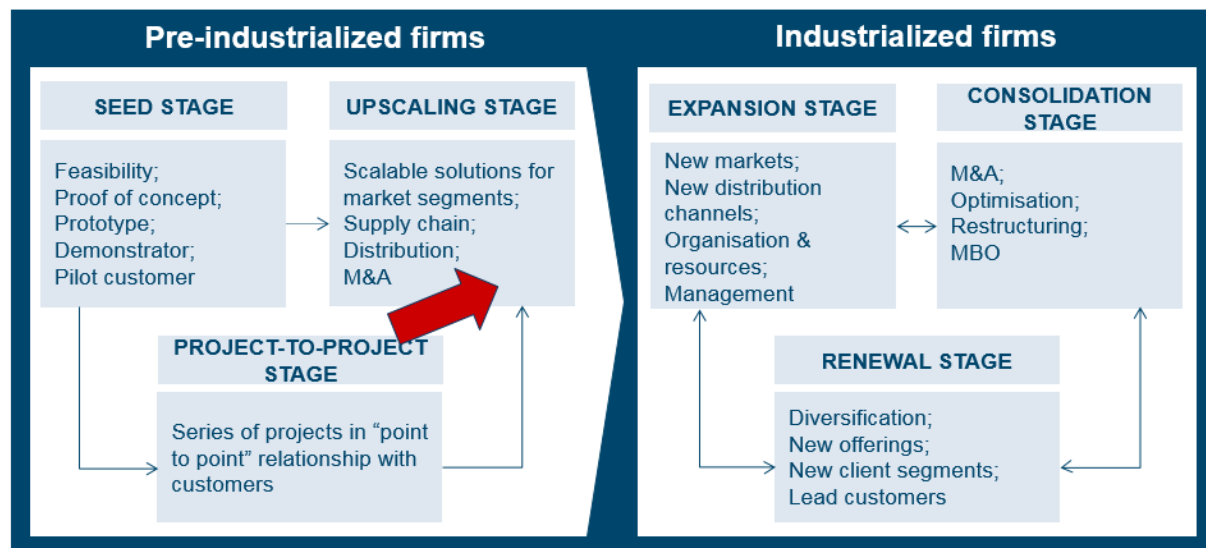 Pre-industrialized firms
SEED STAGE
Feasibility;
Proof of concept;
Prototype;
Demonstrator;
Pilot customer
UPSCALING STAGE
Scalable solutions for
market segments;
Supply chain;
Distribution;
M&A
PROJECT-TO-PROJECT
STAGE
Series of projects in “point
to point” relationship with
customers
Industrialized firms
EXPANSION STAGE
New markets;
New distribution
channels;
Organisation &
resources;
Management
CONSOLIDATION
STAGE
M&A;
Optimisation;
Restructuring;
MBO
RENEWAL STAGE
Diversification;
New offerings;
New client segments;
Lead customers